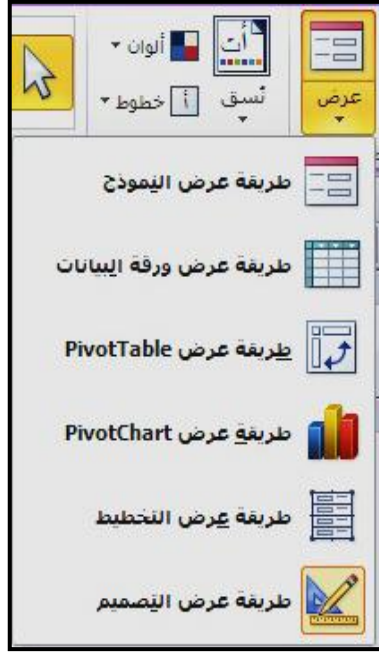 عرض
نُسق
ألوان
خطوط
طريقة عرض النموذج
طريقة عرض ورقة البيانات
طريقة عرض PivotTable
طريقة عرض PivotChart
طريقة عرض التخطيط
طريقة عرض التصميم